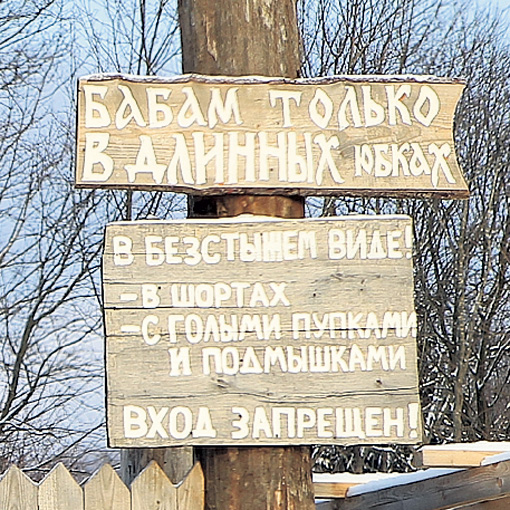 БАБАМ ТОЛЬКО
В ДЛИННЫХ ЮБКАХ
В БЕЗСТЫЖЕМ ВИДЕ!
-В ШОРТАХ
-С ГОЛЫМИ ПУПКАМИ
И ПОДМЫШКАМИ
ВХОД ЗАПРЕЩЕН!